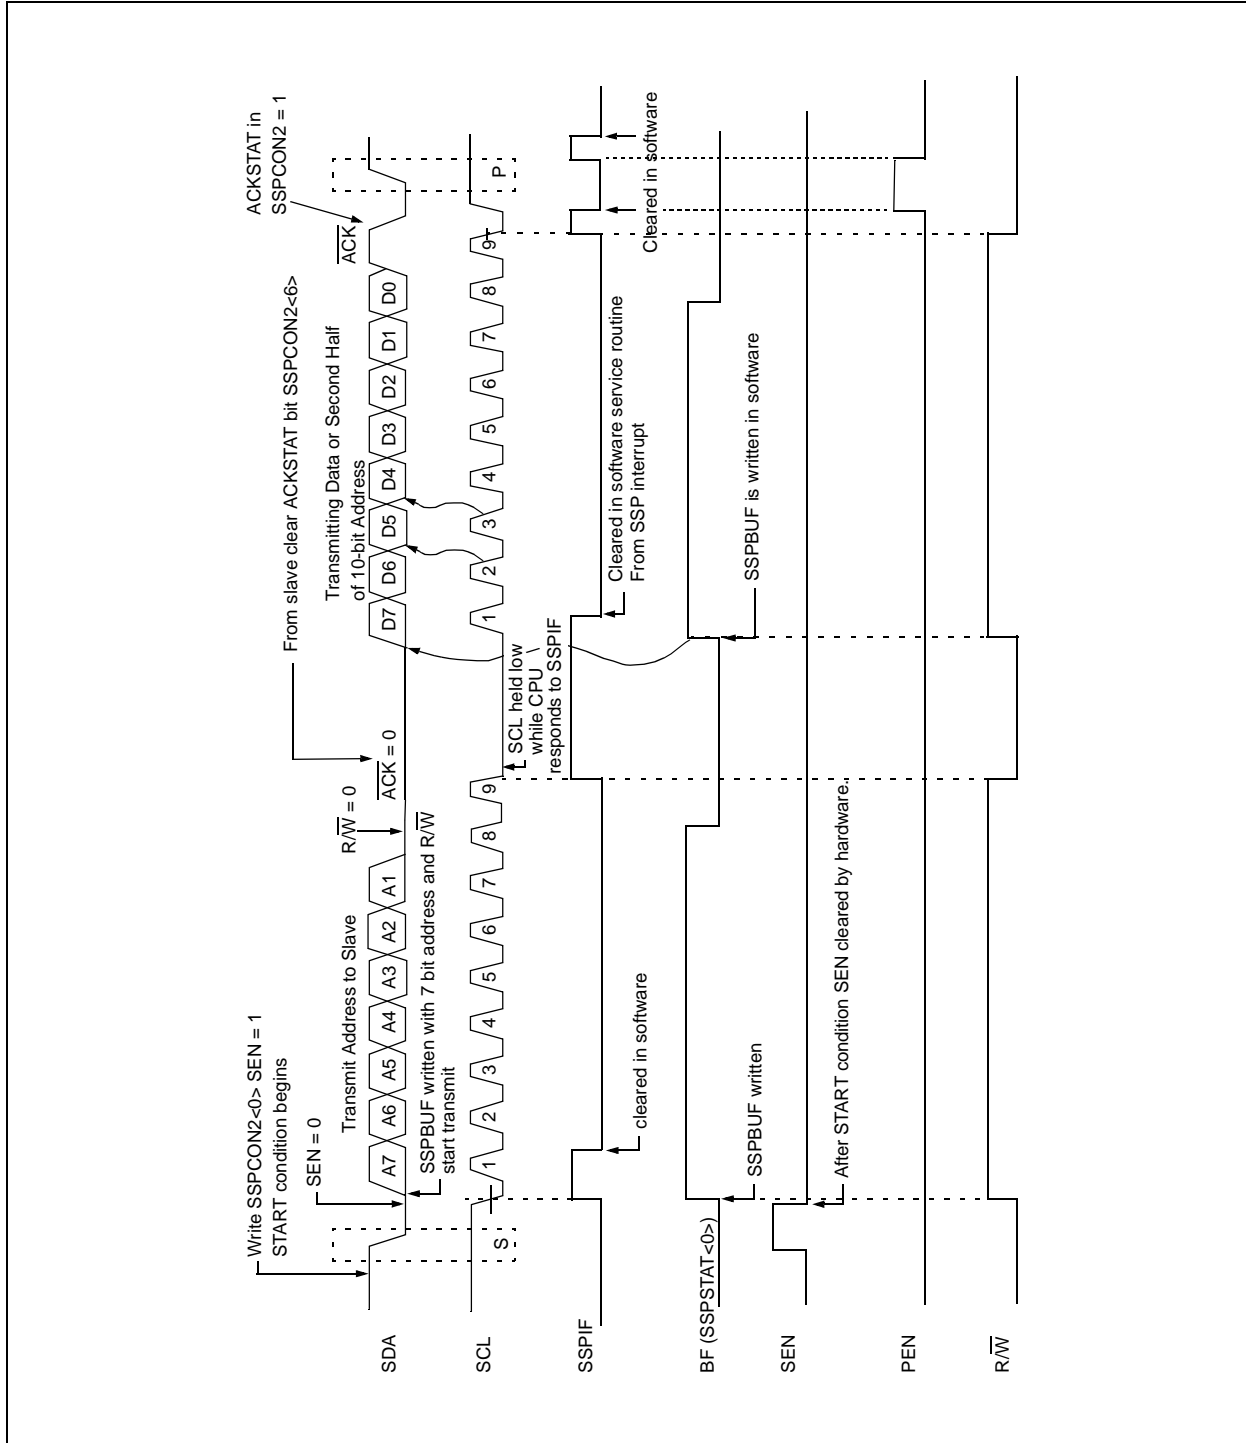 Write SSPCON2<0> SEN = 1
START condition begins
SEN = 0
Transmit Address to Slave
R/W = 0
From slave clear ACKSTAT bit SSPCON2<6>
ACK = 0
Transmitting Data or Second Half
of 10-bit Address
ACK
ACKSTAT in
SSPCON2 = 1
SDA
A7 A6 A5 A4 A3 A2 A1
D7 D6 D5 D4 D3 D2 D1 D0
SSPBUF written with 7 bit address and R/W
start transmit
SCL
S
1 2 3 4 5 6 7 8 9
1 2 3 4 5 6 7 8 9
P
SCL held low
while CPU
responds to SSPIF
SSPIF
cleared in software
Cleared in software service routine
From SSP interrupt
Cleared in software
BF (SSPSTAT<0>)
SSPBUF written
SSPBUF is written in software
SEN
After START condition SEN cleared by hardware.
PEN
R/W